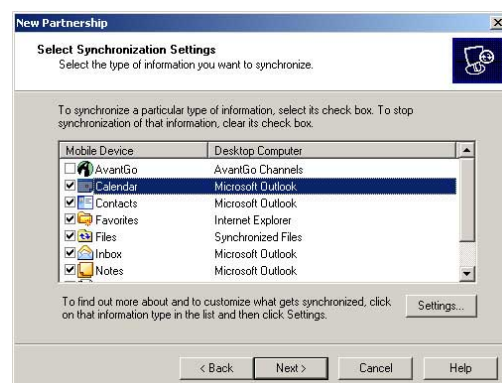 New Partnership
Select Synchronization Settings
Select the type of information you want to synchronize.
To synchronize a particular type of information, select its check box. To stop
synchronization of that information, clear its check box.
Mobile Device Desktop Computer
AvantGo AvantGo Channels
Calendar Microsoft Outlook
Contacts Microsoft Outlook
Favorites Internet Explorer
Files Synchronized Files
Inbox Microsoft Outlook
Notes Microsoft Outlook
To find out more about and to customize what gets synchronized, click
on that information type in the list and then click Settings.
Settings...
< Back Next > Cancel Help